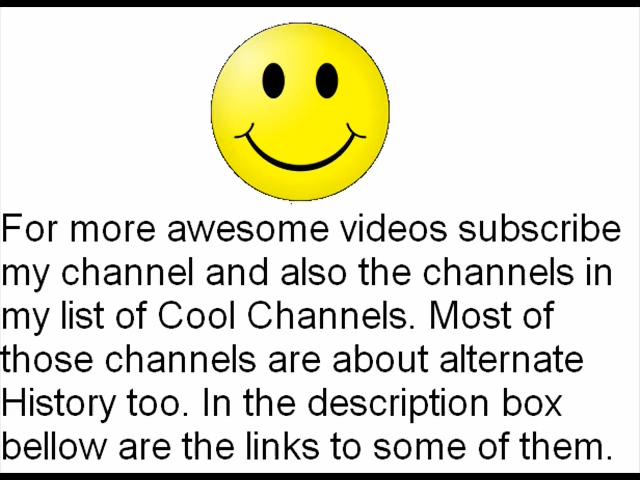 For more awesome videos subscribe
my channel and also the channels in
my list of Cool Channels. Most of
those channels are about alternate
History too. In the description box
bellow are the links to some of them.